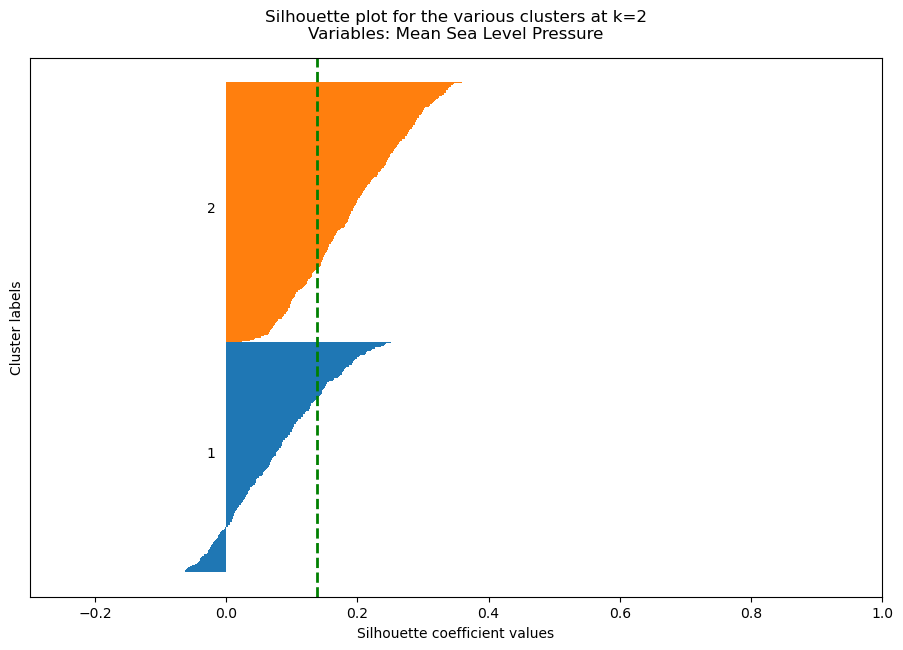 Silhouette plot for the various clusters at k=2
Variables: Mean Sea Level Pressure
2
1
Cluster labels
−0.2 0.0 0.2 0.4 0.6 0.8 1.0
Silhouette coefficient values